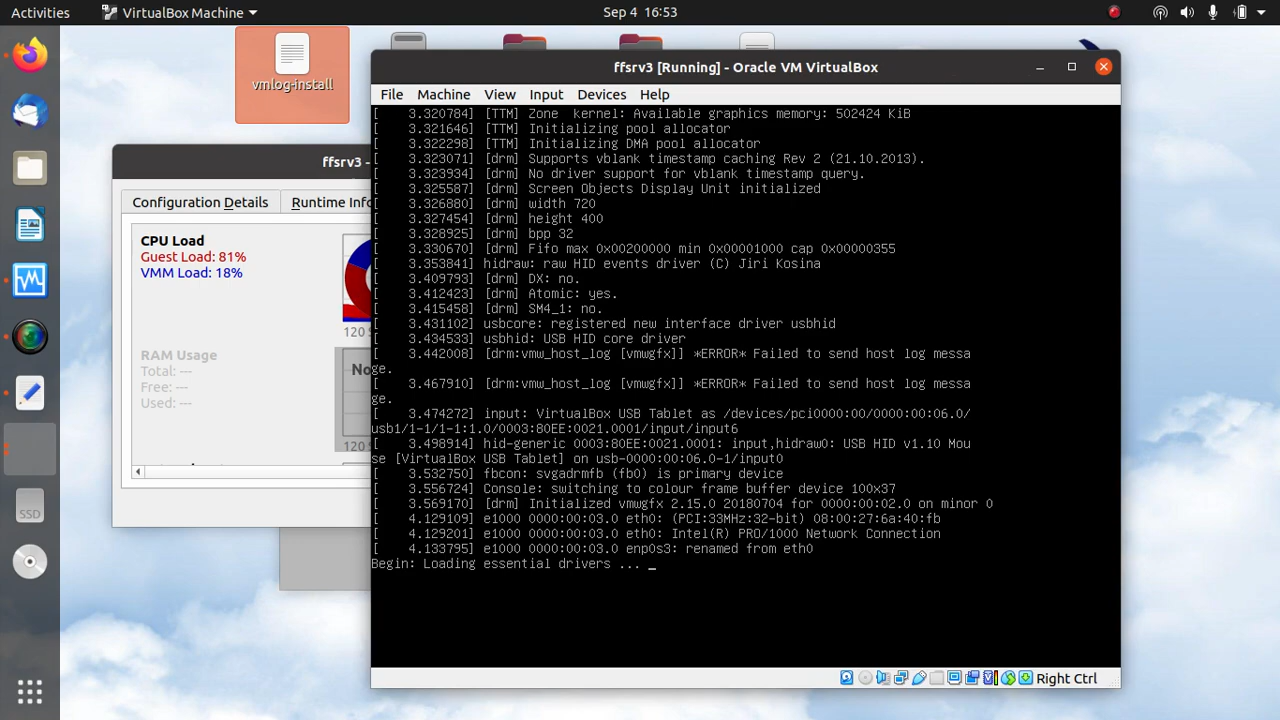 Activities
VirtualBox Machine
Sep 4 16:53
vmlog-install
ffsrv3 -
Configuration Details
Runtime Info
CPU Load
Guest Load: 81%
VMM Load: 18%
120
RAM Usage
Total: ---
Free: ---
Used: ---
No
120
SSD
ffsrv3 [Running] - Oracle VM VirtualBox
File Machine View Input Devices Help
[    3.320784] [TTM] Zone  kernel: Available graphics memory: 502424 KiB
[    3.321646] [TTM] Initializing pool allocator
[    3.322298] [TTM] Initializing DMA pool allocator
[    3.323071] [drm] Supports vblank timestamp caching Rev 2 (21.10.2013).
[    3.323934] [drm] No driver support for vblank timestamp query.
[    3.325587] [drm] Screen Objects Display Unit initialized
[    3.326880] [drm] width 720
[    3.327454] [drm] height 400
[    3.328925] [drm] bpp 32
[    3.330670] [drm] Fifo max 0x00200000 min 0x00001000 cap 0x00000355
[    3.353841] hidraw: raw HID events driver (C) Jiri Kosina
[    3.409793] [drm] DX: no.
[    3.412423] [drm] Atomic: yes.
[    3.415458] [drm] SM4_1: no.
[    3.431102] usbcore: registered new interface driver usbhid
[    3.434533] usbhid: USB HID core driver
[    3.442008] [drm:vmw_host_log [vmwgfx]] *ERROR* Failed to send host log messa
ge.
[    3.467910] [drm:vmw_host_log [vmwgfx]] *ERROR* Failed to send host log messa
ge.
[    3.474272] input: VirtualBox USB Tablet as /devices/pci0000:00/0000:00:06.0/
usb1/1-1/1-1:1.0/0003:80EE:0021.0001/input/input6
[    3.498914] hid-generic 0003:80EE:0021.0001: input,hidraw0: USB HID v1.10 Mou
se [VirtualBox USB Tablet] on usb-0000:00:06.0-1/input0
[    3.532750] fbcon: svgadrmfb (fb0) is primary device
[    3.556724] Console: switching to colour frame buffer device 100x37
[    3.569170] [drm] Initialized vmwgfx 2.15.0 20180704 for 0000:00:02.0 on minor 0
[    4.129109] e1000 0000:00:03.0 eth0: (PCI:33MHz:32-bit) 08:00:27:6a:40:fb
[    4.129201] e1000 0000:00:03.0 eth0: Intel(R) PRO/1000 Network Connection
[    4.133795] e1000 0000:00:03.0 enp0s3: renamed from eth0
Begin: Loading essential drivers ... _
Right Ctrl